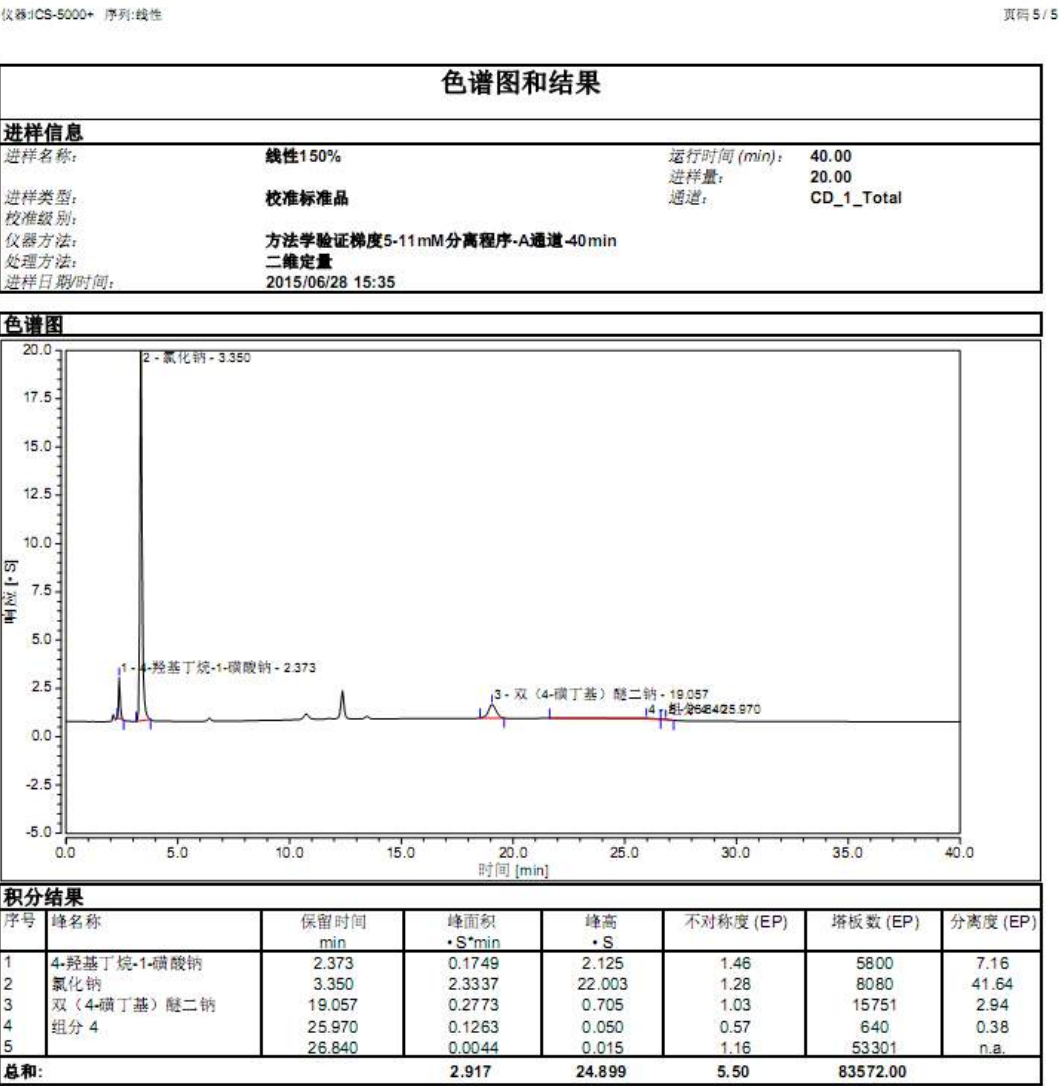 仪器:ICS-5000+ 序列:线性 页码 5 / 5
色谱图和结果
进样信息
进样名称: 线性150% 运行时间 (min): 40.00
进样量: 20.00
进样类型: 校准标准品 通道: CD_1_Total
校准级别:
仪器方法: 方法学验证梯度5-11mM分离程序-A通道-40min
处理方法: 二维定量
进样日期/时间: 2015/06/28 15:35
色谱图
20.0
17.5
15.0
12.5
10.0
7.5
5.0
2.5
0.0
-2.5
-5.0
响应 [• S]
2 - 氯化钠 - 3.350
1 - 4-羟基丁烷-1-磺酸钠 - 2.373
3 - 双（4-磺丁基）醚二钠 - 19.057
0.0 5.0 10.0 15.0 20.0 25.0 30.0 35.0 40.0
时间 [min]
积分结果
序号 峰名称 保留时间 峰面积 峰高 不对称度 (EP) 塔板数 (EP) 分离度 (EP)
min • S*min • S
1 4-羟基丁烷-1-磺酸钠 2.373 0.1749 2.125 1.46 5800 7.16
2 氯化钠 3.350 2.3337 22.003 1.28 8080 41.64
3 双（4-磺丁基）醚二钠 19.057 0.2773 0.705 1.03 15751 2.94
4 组分 4 25.970 0.1263 0.050 0.57 640 0.38
5 26.840 0.0044 0.015 1.16 53301 n.a.
总和: 2.917 24.899 5.50 83572.00